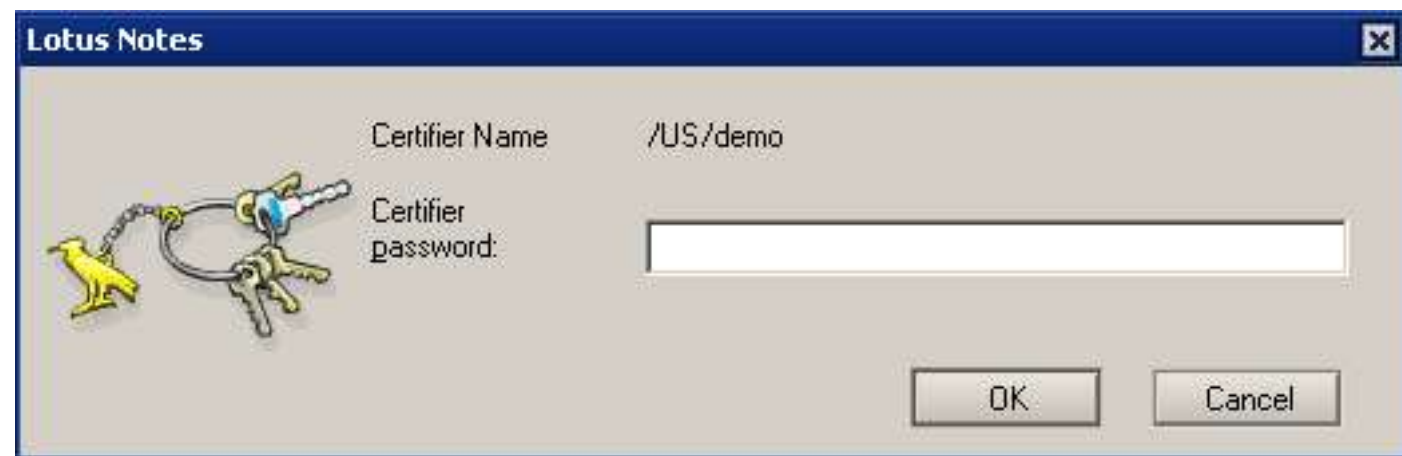 Lotus Notes
Certifier Name /US/demo
Certifier
password:
OK Cancel